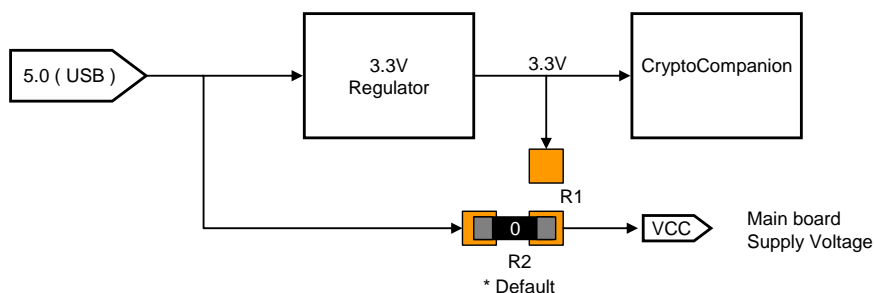 5.0 ( USB )
3.3V
Regulator
3.3V
CryptoCompanion
R1
0
R2
* Default
VCC
Main board
Supply Voltage